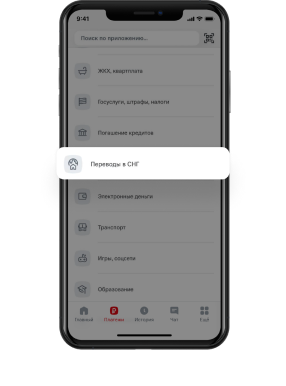 9:41
Поиск по приложению...
ЖКХ, квартплата
Госуслуги, штрафы, налоги
Погашение кредитов
Переводы в СНГ
Электронные деньги
Транспорт
Игры, соцсети
Образование
Главный Платежи История Чат Ещё